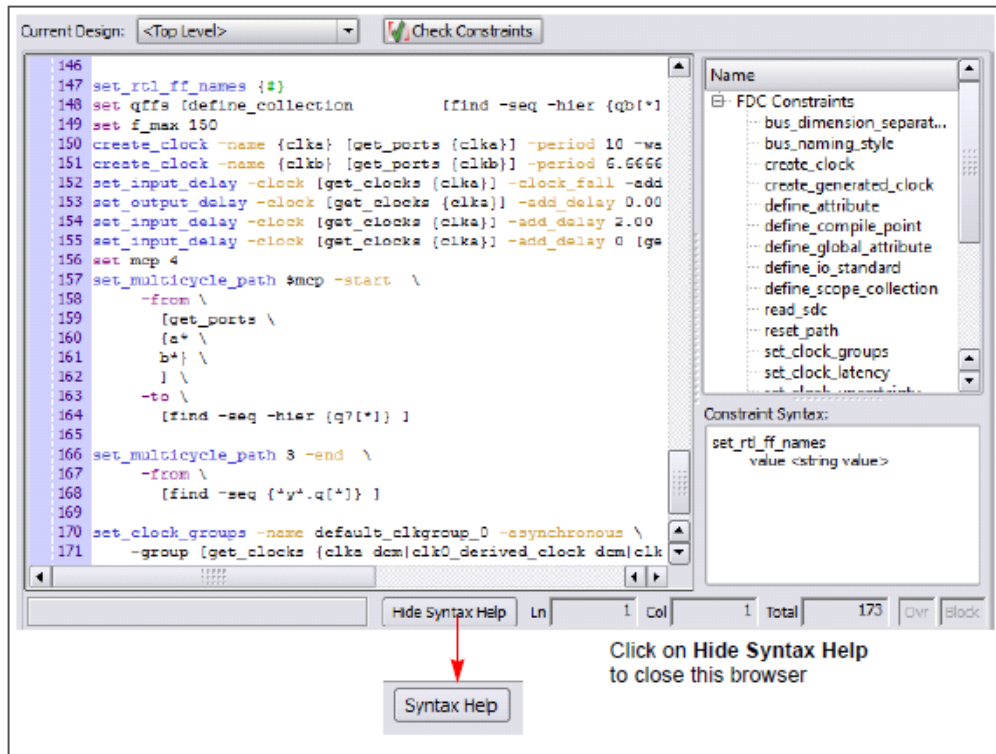 Current Design: <Top Level> Check Constraints
146
147 set_rtl_ff_names {#}
148 set qffs [define_collection [find -seq -hier {qb[*]
149 set f_max 150
150 create_clock -name {clka} [get_ports {clka}] -period 10 -wa
151 create_clock -name {clkb} [get_ports {clkb}] -period 6.6666
152 set_input_delay -clock [get_clocks {clka}] -clock_fall -add
153 set_output_delay -clock [get_clocks {clka}] -add_delay 0.00
154 set_input_delay -clock [get_clocks {clka}] -add_delay 2.00
155 set_input_delay -clock [get_clocks {clka}] -add_delay 0 [ge
156 set mcp 4
157 set_multicycle_path $mcp -start \
158 -from \
159 [get_ports \
160 {a* \
161 b*} \
162 ] \
163 -to \
164 [find -seq -hier {q?[*]} ]
165
166 set_multicycle_path 3 -end \
167 -from \
168 [find -seq {*y*.q[*]} ]
169
170 set_clock_groups -name default_clkgroup_0 -asynchronous \
171 -group [get_clocks {clka dcm|clk0_derived_clock dcm|clk
Name
FDC Constraints
bus_dimension_separat...
bus_naming_style
create_clock
create_generated_clock
define_attribute
define_compile_point
define_global_attribute
define_io_standard
define_scope_collection
read_sdc
reset_path
set_clock_groups
set_clock_latency
set_clock_uncertainty
Constraint Syntax:
set_rtl_ff_names
value <string value>
Hide Syntax Help Ln 1 Col 1 Total 173 Ovr Block
Click on Hide Syntax Help
to close this browser
Syntax Help